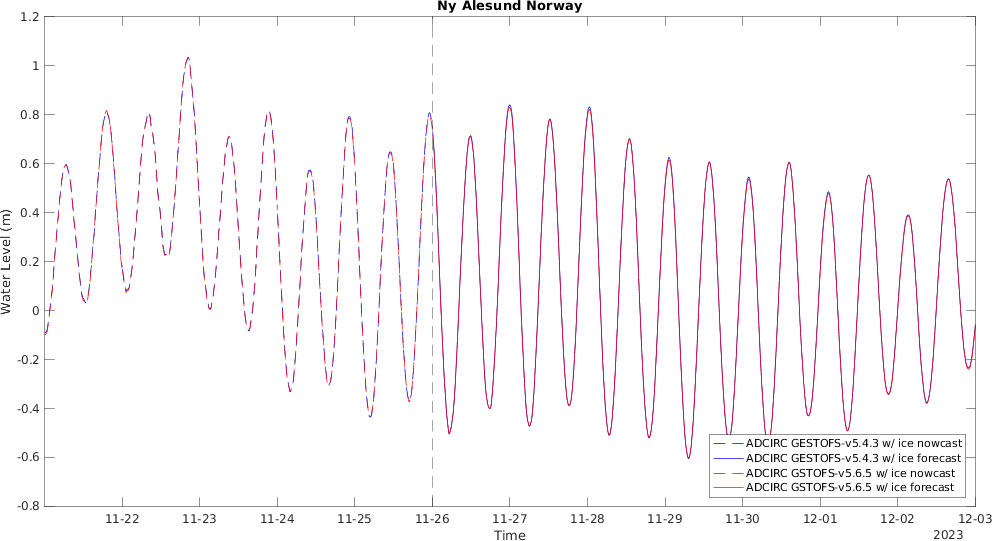 Ny Alesund Norway
1.2
1
0.8
0.6
0.4
0.2
0
-0.2
-0.4
-0.6
-0.8
Water Level (m)
ADCIRC GESTOFS-v5.4.3 w/ ice nowcast
ADCIRC GESTOFS-v5.4.3 w/ ice forecast
ADCIRC GSTOFS-v5.6.5 w/ ice nowcast
ADCIRC GSTOFS-v5.6.5 w/ ice forecast
11-22 11-23 11-24 11-25 11-26 11-27 11-28 11-29 11-30 12-01 12-02 12-03
Time
2023